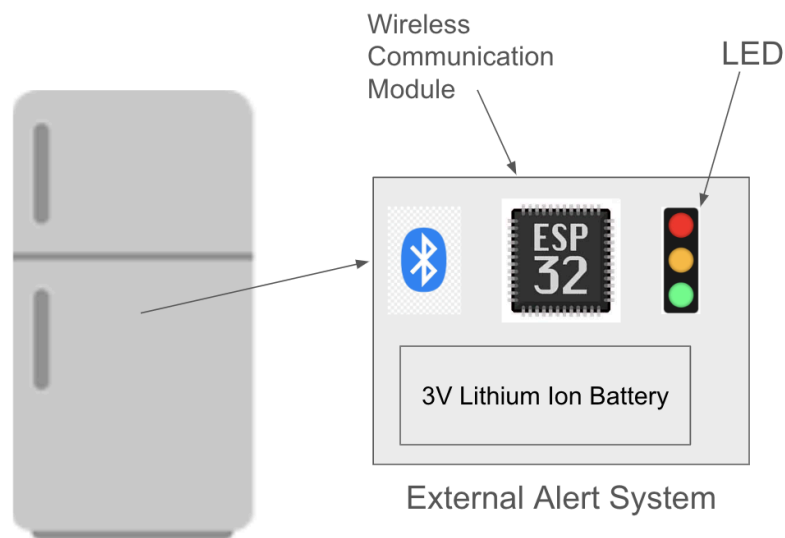 Wireless
Communication
Module
LED
ESP
32
3V Lithium Ion Battery
External Alert System